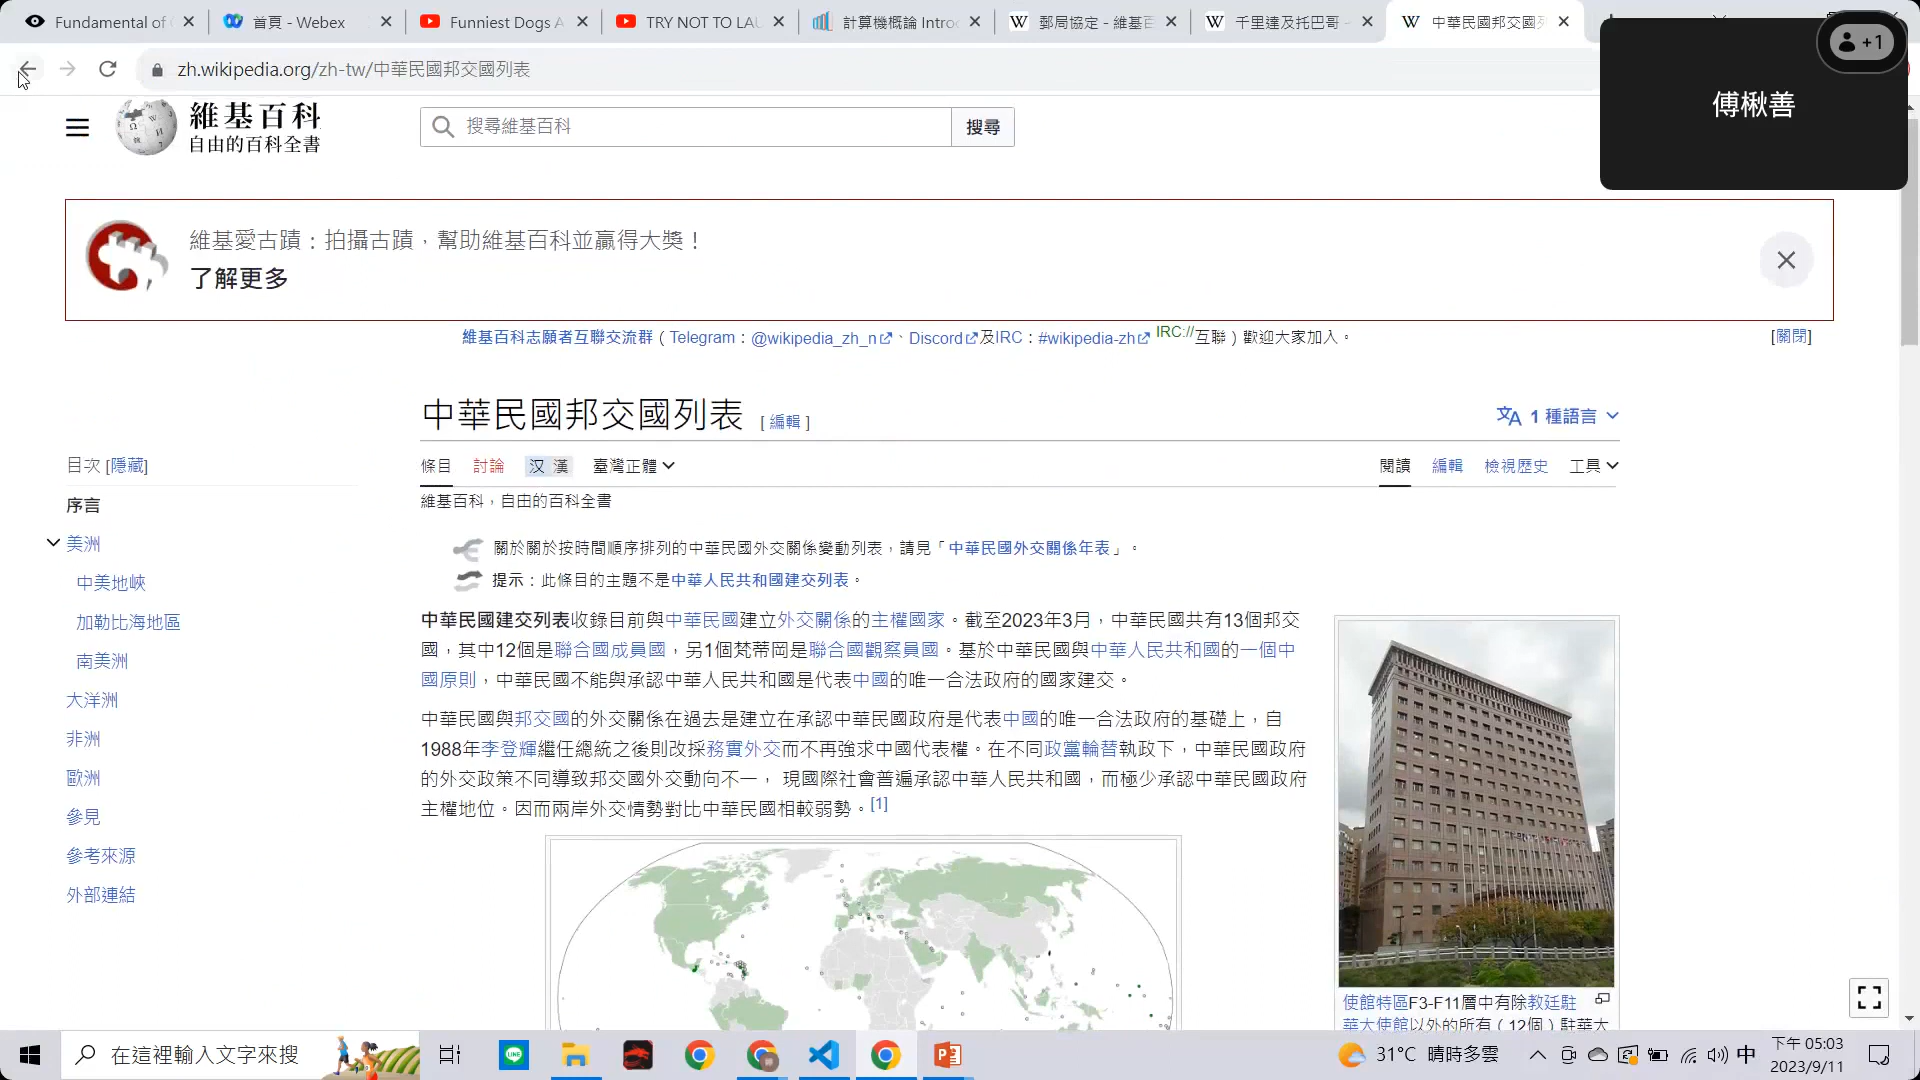 Fundamental of
首頁 - Webex
Funniest Dogs A
TRY NOT TO LAU
計算機概論 Introd
郵局協定 - 維基百
千里達及托巴哥 -
中華民國邦交國列
zh.wikipedia.org/zh-tw/中華民國邦交國列表
+1
傅楸善
維基百科
自由的百科全書
搜尋維基百科
搜尋
維基愛古蹟：拍攝古蹟，幫助維基百科並贏得大獎！
了解更多
維基百科志願者互聯交流群（Telegram：@wikipedia_zh_n、Discord及IRC：#wikipedia-zh IRC://互聯）歡迎大家加入。
[關閉]
中華民國邦交國列表 [ 編輯 ]
1 種語言
目次 [隱藏]
序言
美洲
中美地峽
加勒比海地區
南美洲
大洋洲
非洲
歐洲
參見
參考來源
外部連結
條目 討論 汉 漢 臺灣正體
閱讀 編輯 檢視歷史 工具
維基百科，自由的百科全書
關於關於按時間順序排列的中華民國外交關係變動列表，請見「中華民國外交關係年表」。
提示：此條目的主題不是中華人民共和國建交列表。
中華民國建交列表收錄目前與中華民國建立外交關係的主權國家。截至2023年3月，中華民國共有13個邦交
國，其中12個是聯合國成員國，另1個梵蒂岡是聯合國觀察員國。基於中華民國與中華人民共和國的一個中
國原則，中華民國不能與承認中華人民共和國是代表中國的唯一合法政府的國家建交。
中華民國與邦交國的外交關係在過去是建立在承認中華民國政府是代表中國的唯一合法政府的基礎上，自
1988年李登輝繼任總統之後則改採務實外交而不再強求中國代表權。在不同政黨輪替執政下，中華民國政府
的外交政策不同導致邦交國外交動向不一， 現國際社會普遍承認中華人民共和國，而極少承認中華民國政府
主權地位。因而兩岸外交情勢對比中華民國相較弱勢。[1]
使館特區F3-F11層中有除教廷駐
華大使館以外的所有（12個）駐華大
在這裡輸入文字來搜
31°C 晴時多雲
中
下午 05:03
2023/9/11